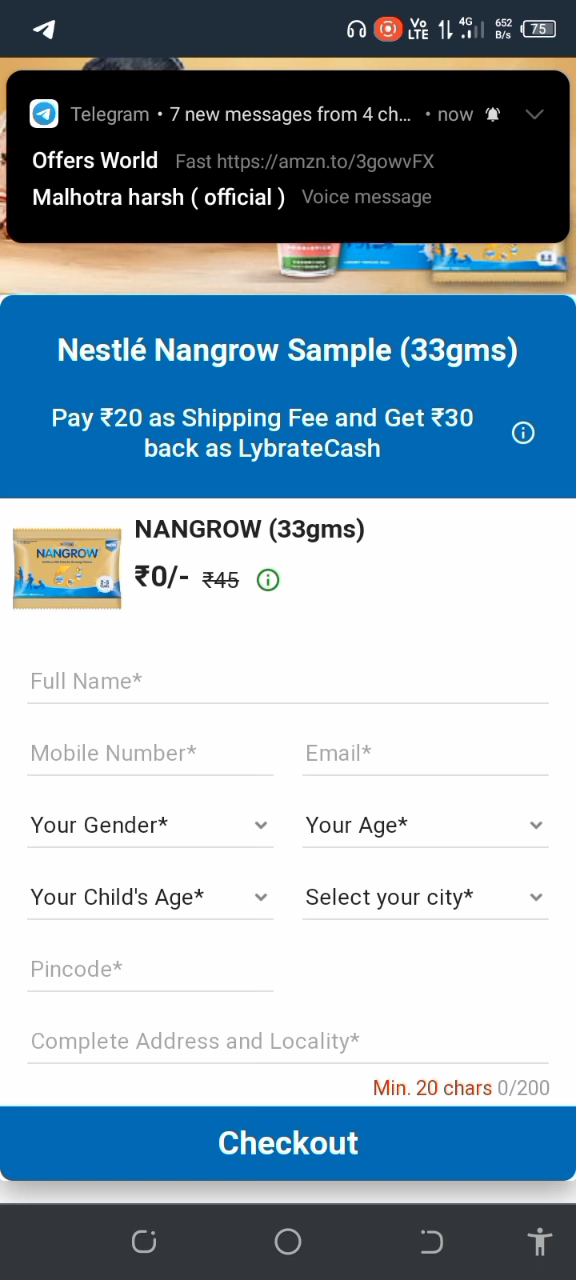 Vo LTE 4G 652 B/s 75
Telegram • 7 new messages from 4 ch... • now
Offers World Fast https://amzn.to/3gowvFX
Malhotra harsh ( official ) Voice message
Nestlé Nangrow Sample (33gms)
Pay ₹20 as Shipping Fee and Get ₹30
back as LybrateCash
NANGROW (33gms)
NANGROW
₹0/- ₹45
Full Name*
Mobile Number* Email*
Your Gender* Your Age*
Your Child's Age* Select your city*
Pincode*
Complete Address and Locality*
Min. 20 chars 0/200
Checkout